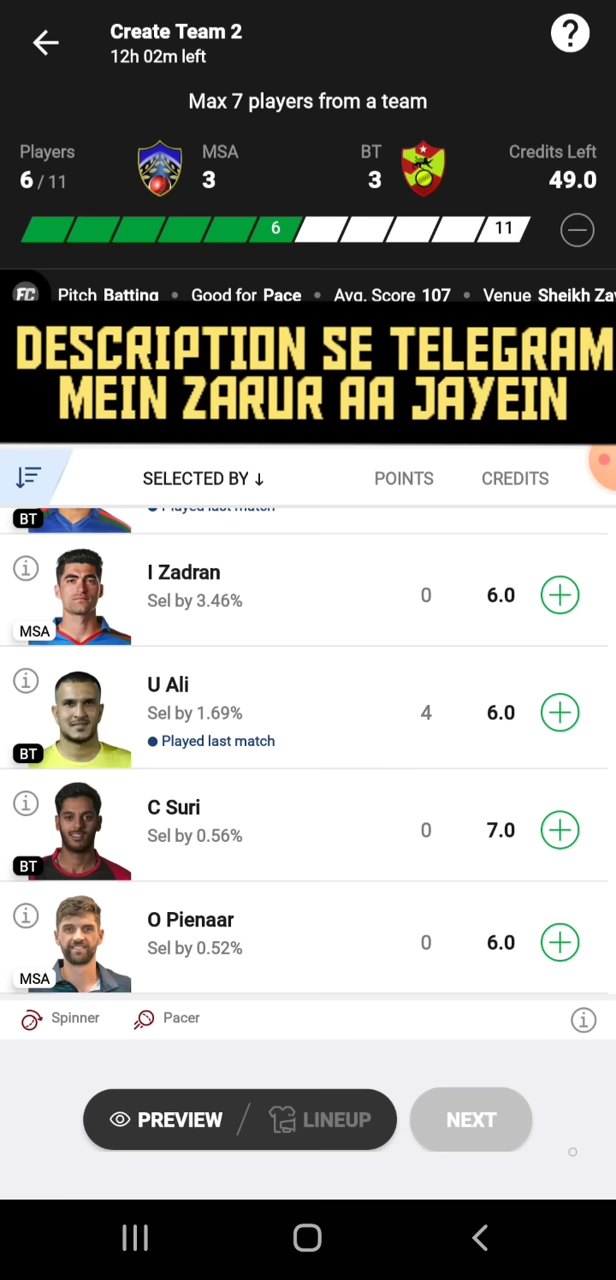 Create Team 2
12h 02m left
?
Max 7 players from a team
Players MSA BT Credits Left
6 / 11 3 3 49.0
6 11
FC Pitch Batting • Good for Pace • Avg. Score 107 • Venue Sheikh Za
DESCRIPTION SE TELEGRAM
MEIN ZARUR AA JAYEIN
SELECTED BY ↓ POINTS CREDITS
BT Played last match
I Zadran
Sel by 3.46% 0 6.0
MSA
U Ali
Sel by 1.69% 4 6.0
Played last match
BT
C Suri
Sel by 0.56% 0 7.0
BT
O Pienaar
Sel by 0.52% 0 6.0
MSA
Spinner Pacer
PREVIEW / LINEUP NEXT